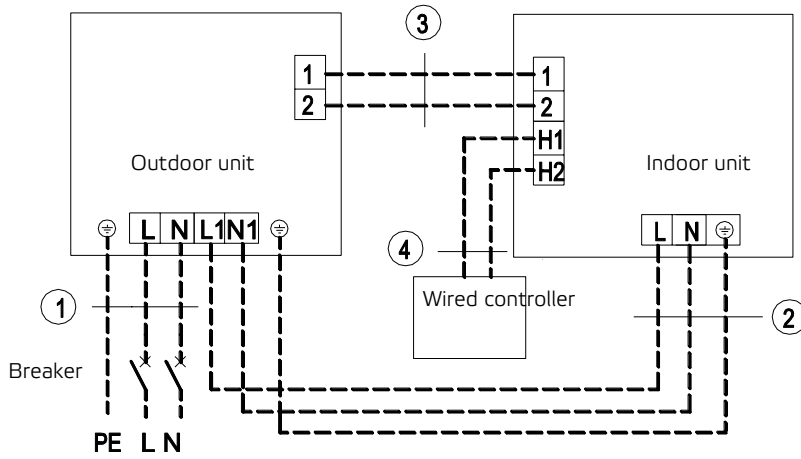 3
1
2
1
2
H1
H2
Outdoor unit
Indoor unit
L N L1 N1
L N
4
Wired controller
1
2
Breaker
PE L N